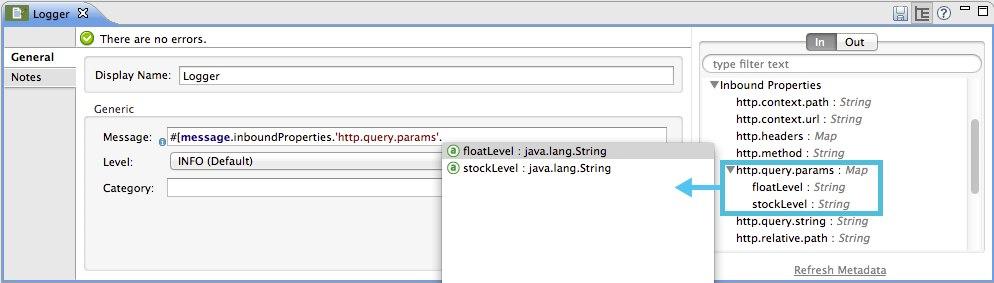 Logger
There are no errors.
General
Notes
Display Name: Logger
Generic
Message: #[message.inboundProperties.'http.query.params'.
Level: INFO (Default)
Category:
floatLevel : java.lang.String
stockLevel : java.lang.String
In Out
type filter text
Inbound Properties
http.context.path : String
http.context.url : String
http.headers : Map
http.method : String
http.query.params : Map
floatLevel : String
stockLevel : String
http.query.string : String
http.relative.path : String
Refresh Metadata